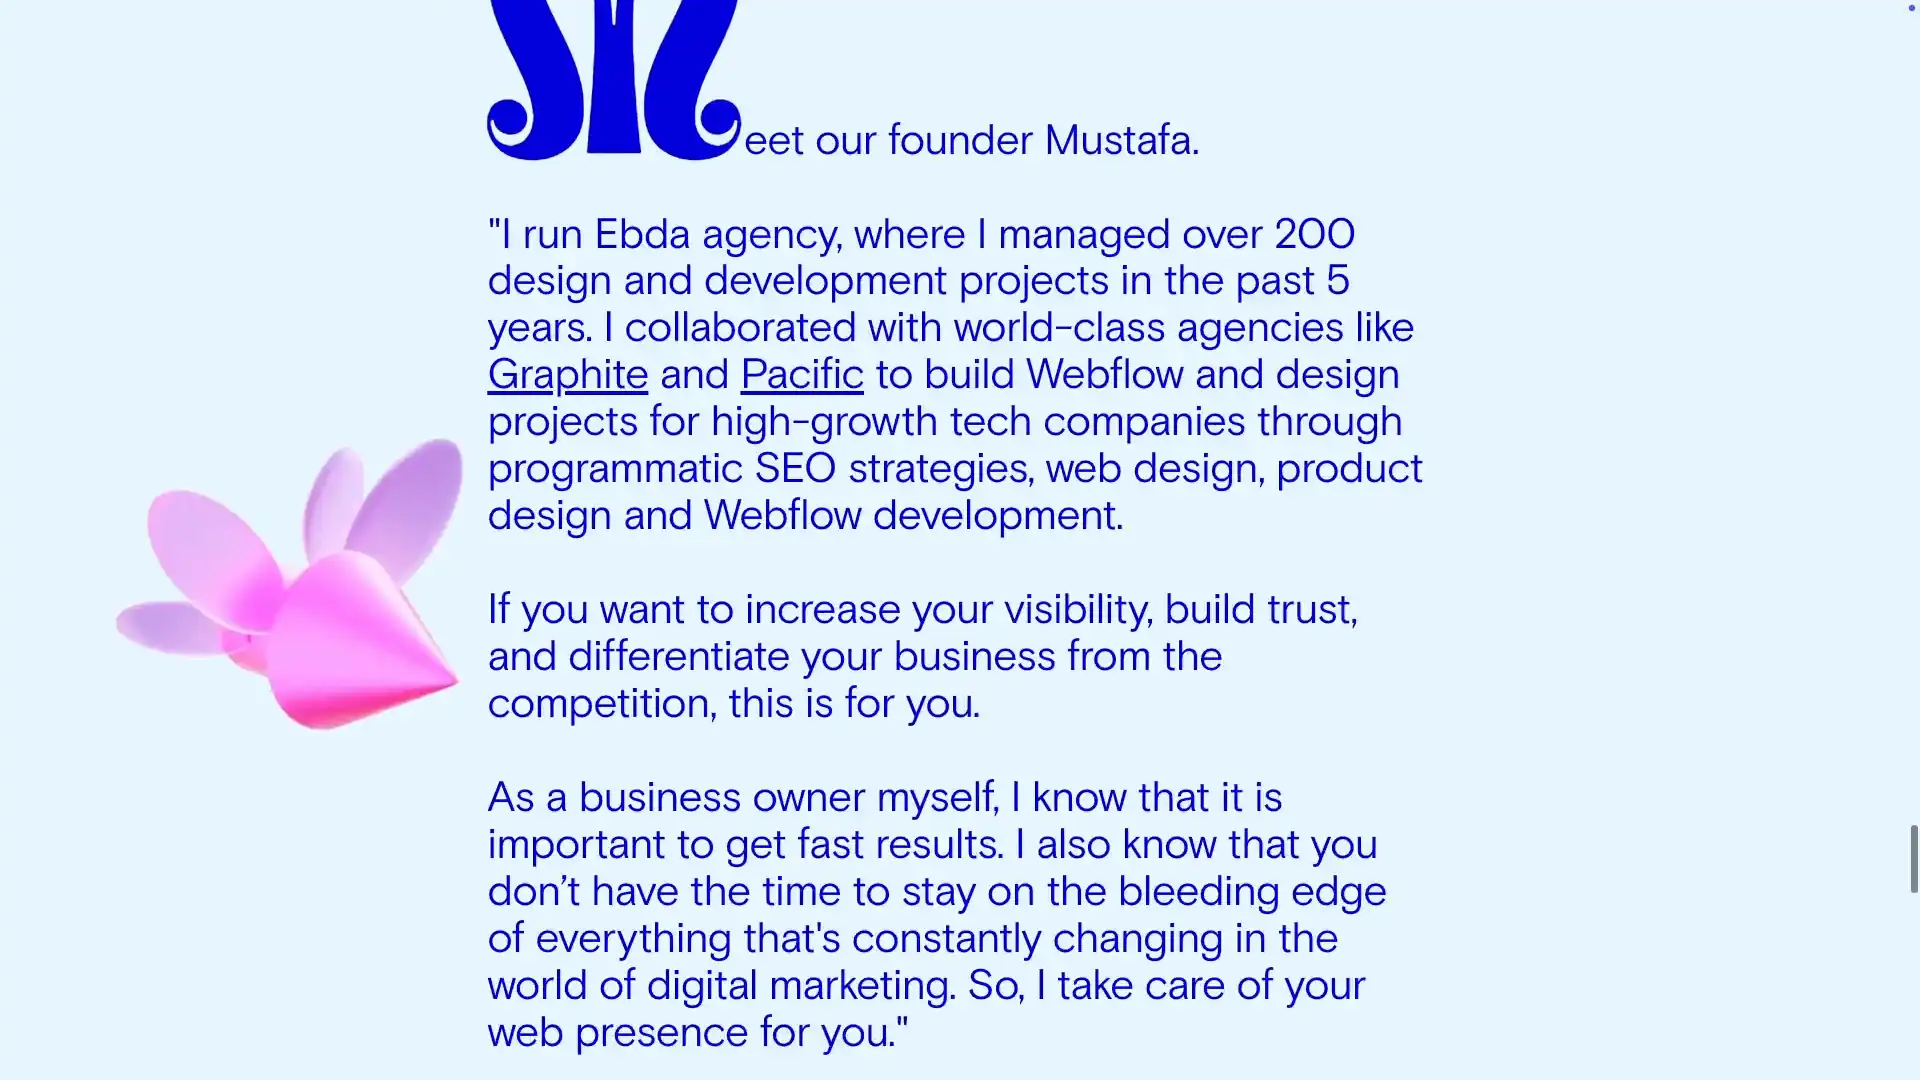 Meet our founder Mustafa.
"I run Ebda agency, where I managed over 200
design and development projects in the past 5
years. I collaborated with world-class agencies like
Graphite and Pacific to build Webflow and design
projects for high-growth tech companies through
programmatic SEO strategies, web design, product
design and Webflow development.
If you want to increase your visibility, build trust,
and differentiate your business from the
competition, this is for you.
As a business owner myself, I know that it is
important to get fast results. I also know that you
don’t have the time to stay on the bleeding edge
of everything that's constantly changing in the
world of digital marketing. So, I take care of your
web presence for you."